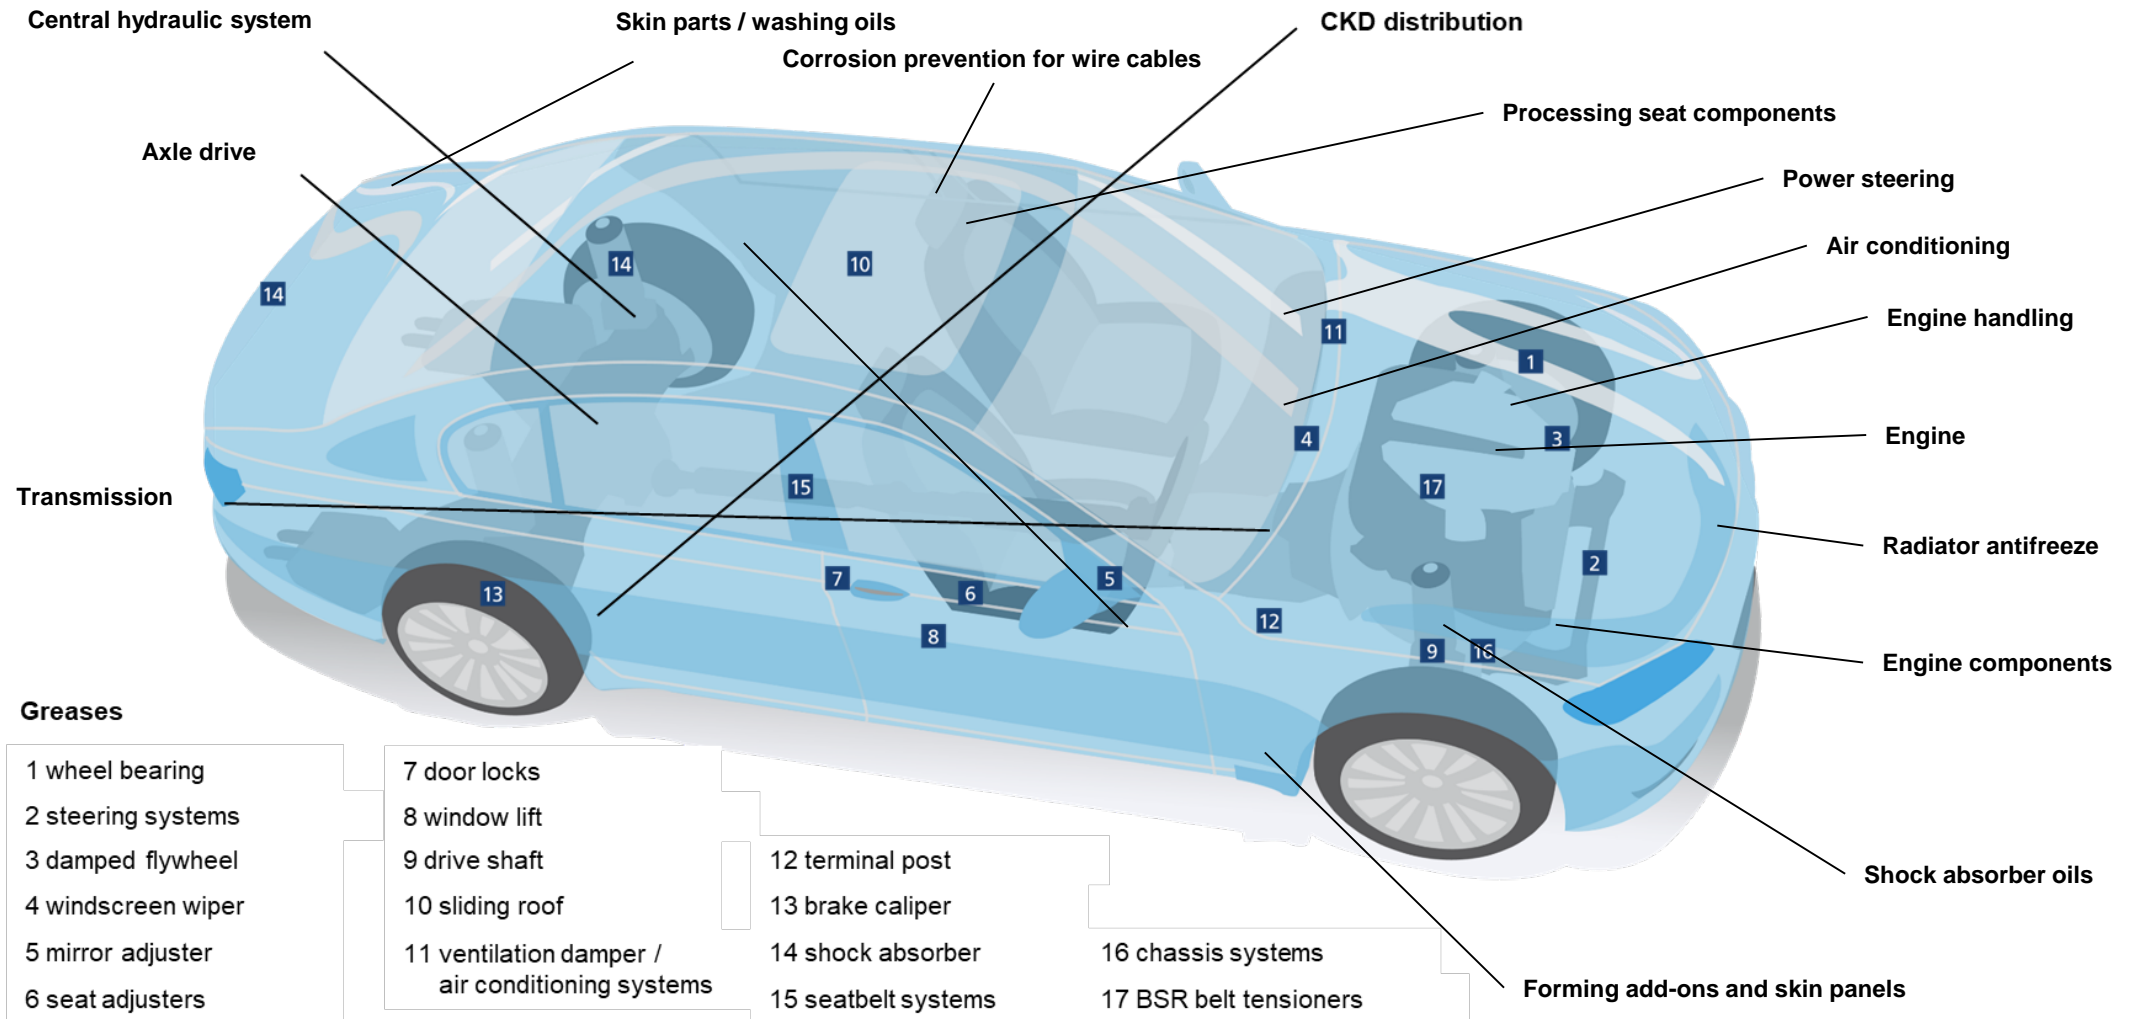 Central hydraulic system
Skin parts / washing oils
CKD distribution
Corrosion prevention for wire cables
Processing seat components
Axle drive
Power steering
Air conditioning
14
10
14
Engine handling
11
1
Engine
4
3
Transmission
15
17
Radiator antifreeze
2
7
5
13
6
12
8
9
16
Engine components
Greases
1 wheel bearing
2 steering systems
3 damped flywheel
4 windscreen wiper
5 mirror adjuster
6 seat adjusters
7 door locks
8 window lift
9 drive shaft
10 sliding roof
11 ventilation damper /
air conditioning systems
12 terminal post
13 brake caliper
14 shock absorber
15 seatbelt systems
16 chassis systems
17 BSR belt tensioners
Shock absorber oils
Forming add-ons and skin panels